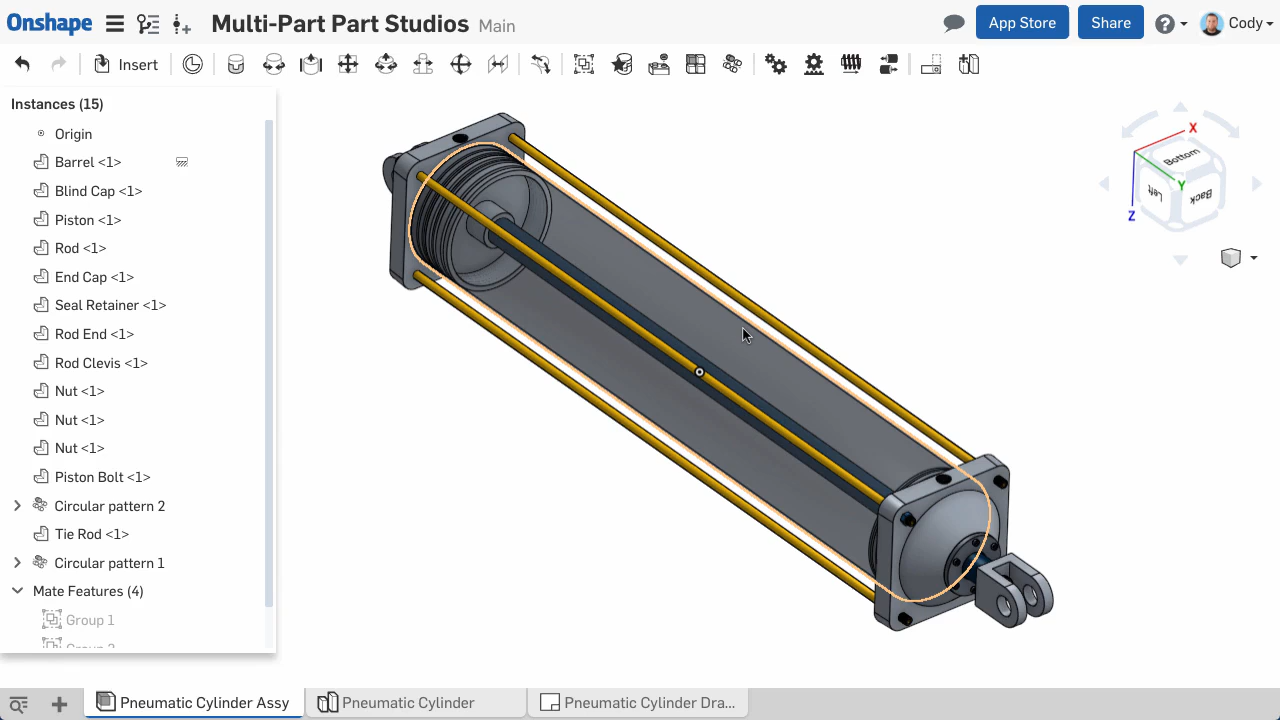 Onshape Multi-Part Part Studios Main App Store Share Cody
Insert
Instances (15)
Origin
Barrel <1>
Blind Cap <1>
Piston <1>
Rod <1>
End Cap <1>
Seal Retainer <1>
Rod End <1>
Rod Clevis <1>
Nut <1>
Nut <1>
Nut <1>
Piston Bolt <1>
Circular pattern 2
Tie Rod <1>
Circular pattern 1
Mate Features (4)
Group 1
X
Bottom
Y
Left
Back
Z
Pneumatic Cylinder Assy
Pneumatic Cylinder
Pneumatic Cylinder Dra...